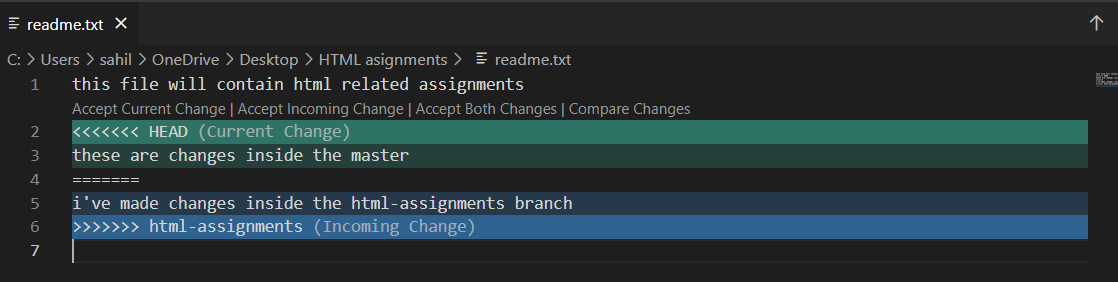 readme.txt
C: > Users > sahil > OneDrive > Desktop > HTML asignments > readme.txt
1 this file will contain html related assignments
Accept Current Change | Accept Incoming Change | Accept Both Changes | Compare Changes
2 <<<<<<< HEAD (Current Change)
3 these are changes inside the master
4 =======
5 i've made changes inside the html-assignments branch
6 >>>>>>> html-assignments (Incoming Change)
7